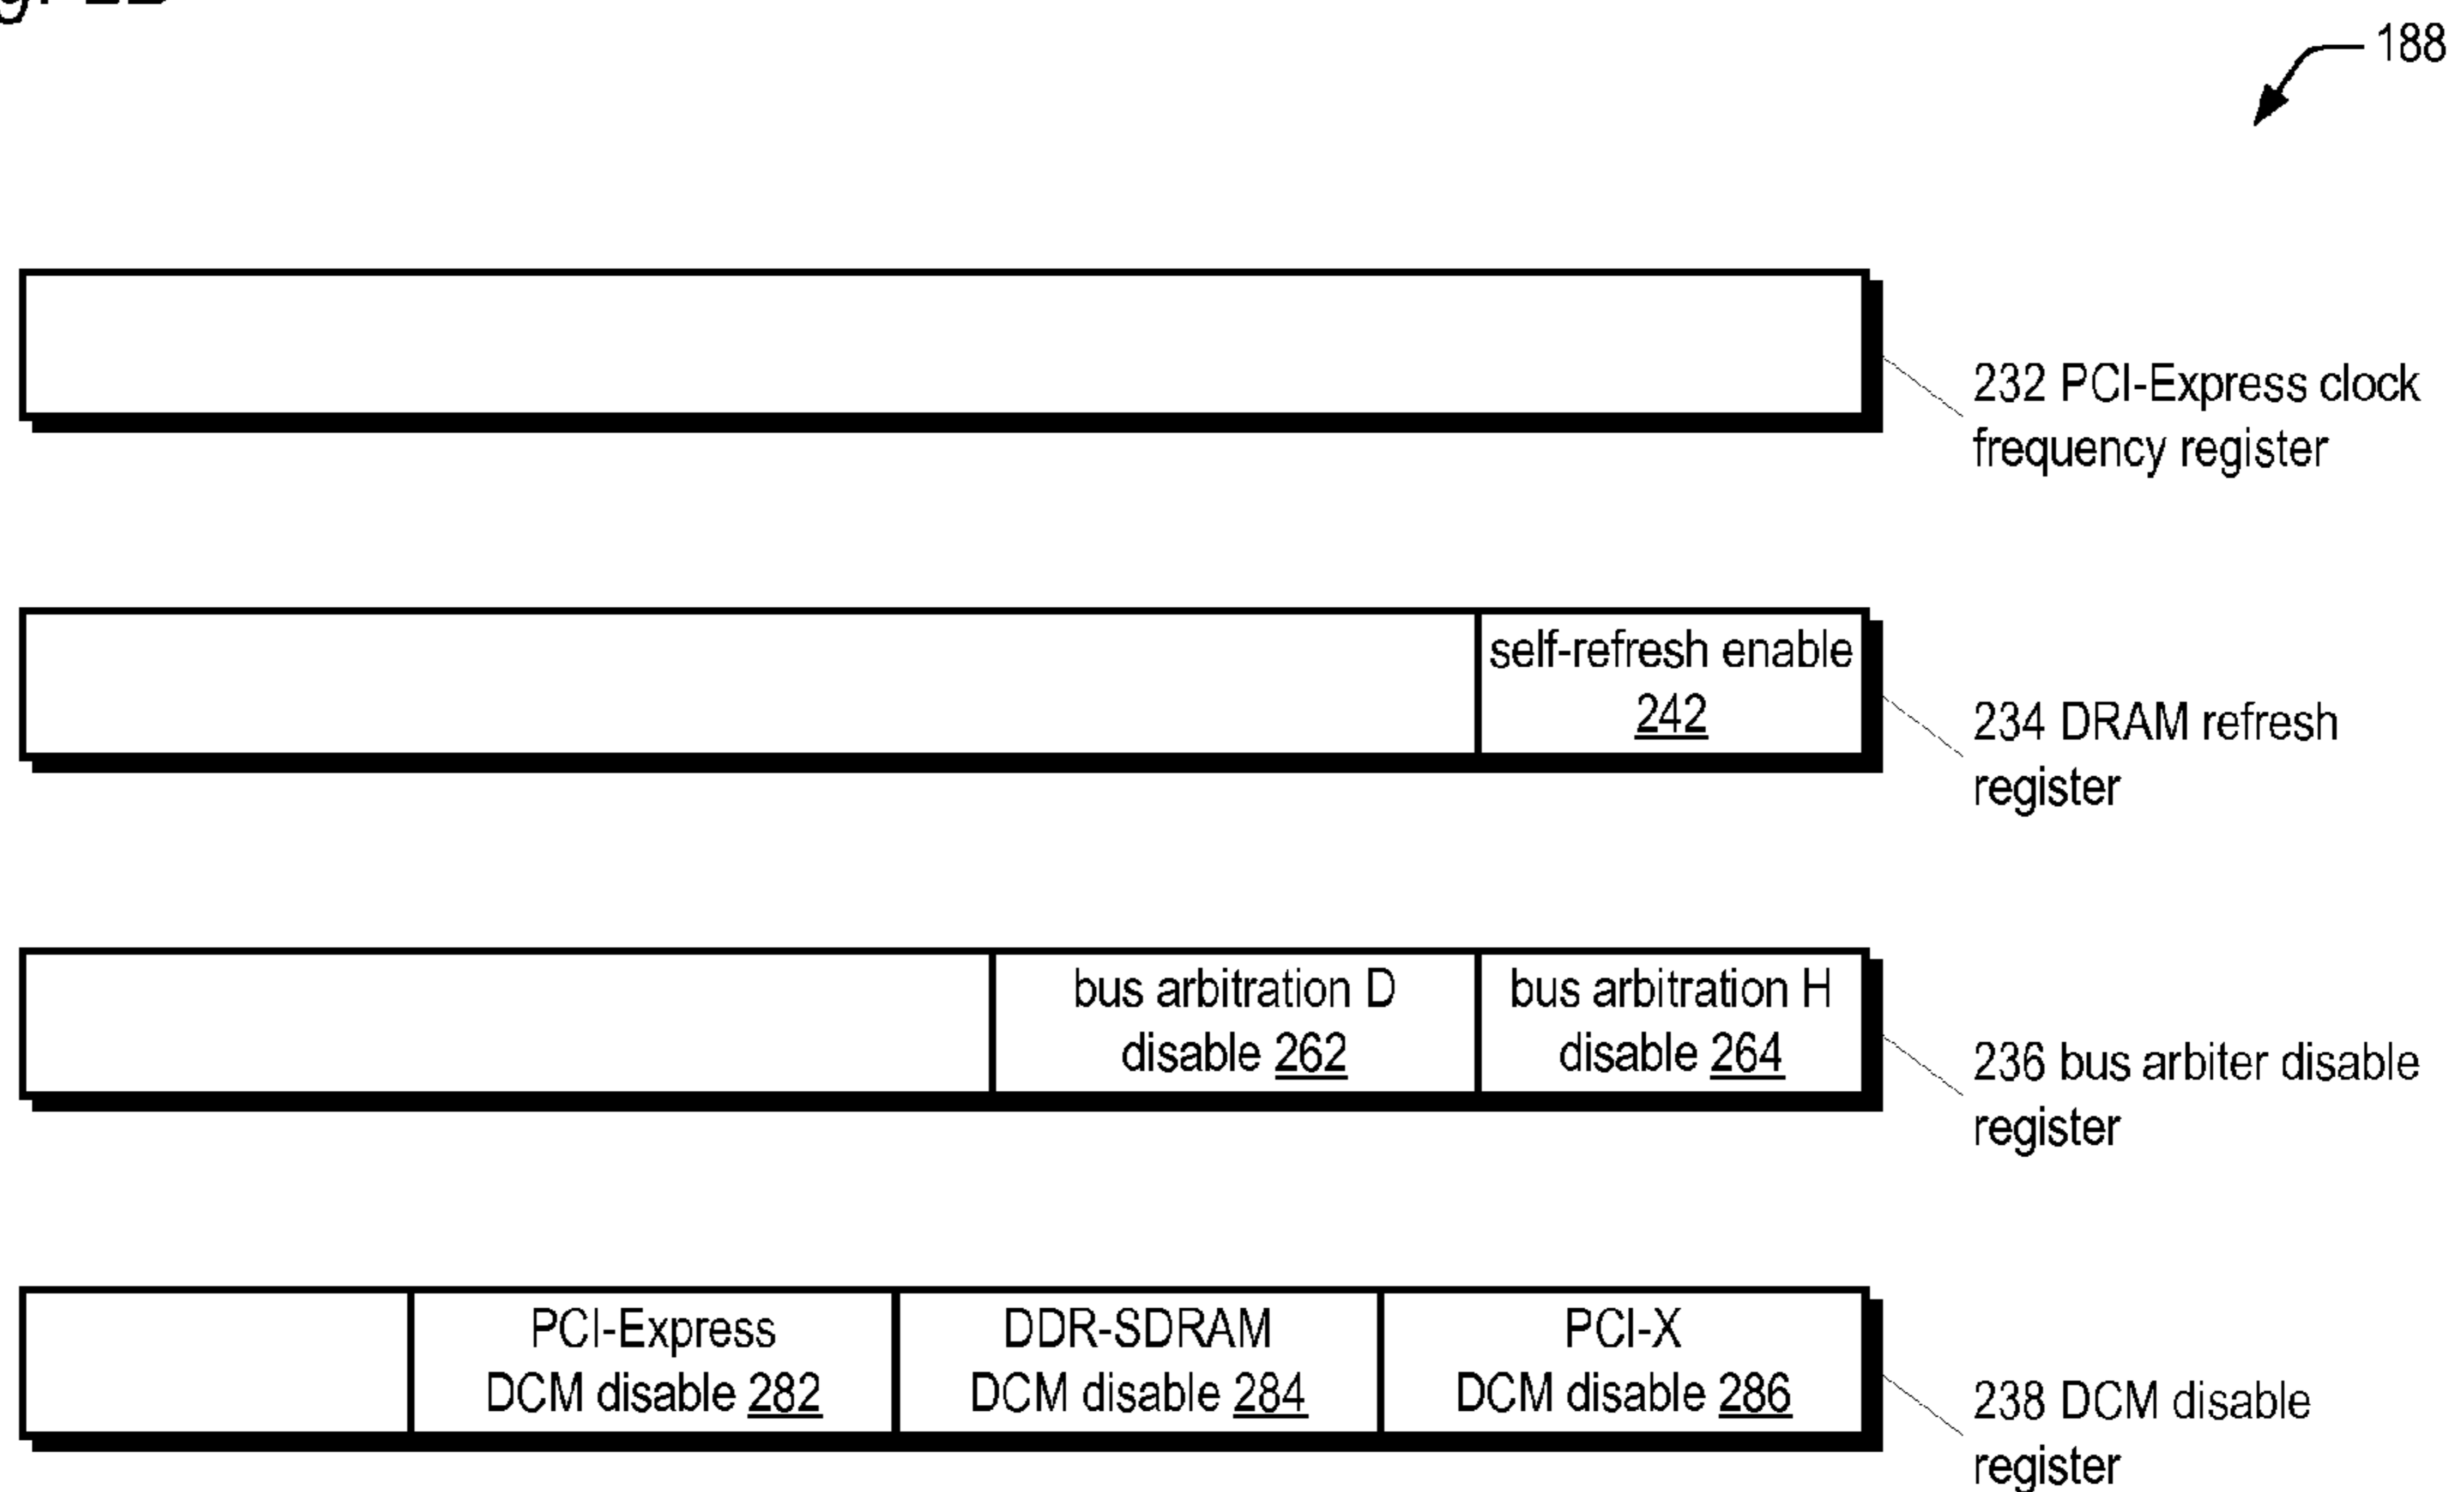 188
232 PCI-Express clock
frequency register
self-refresh enable
242
234 DRAM refresh
register
bus arbitration D
disable 262
bus arbitration H
disable 264
236 bus arbiter disable
register
PCI-Express
DCM disable 282
DDR-SDRAM
DCM disable 284
PCI-X
DCM disable 286
238 DCM disable
register